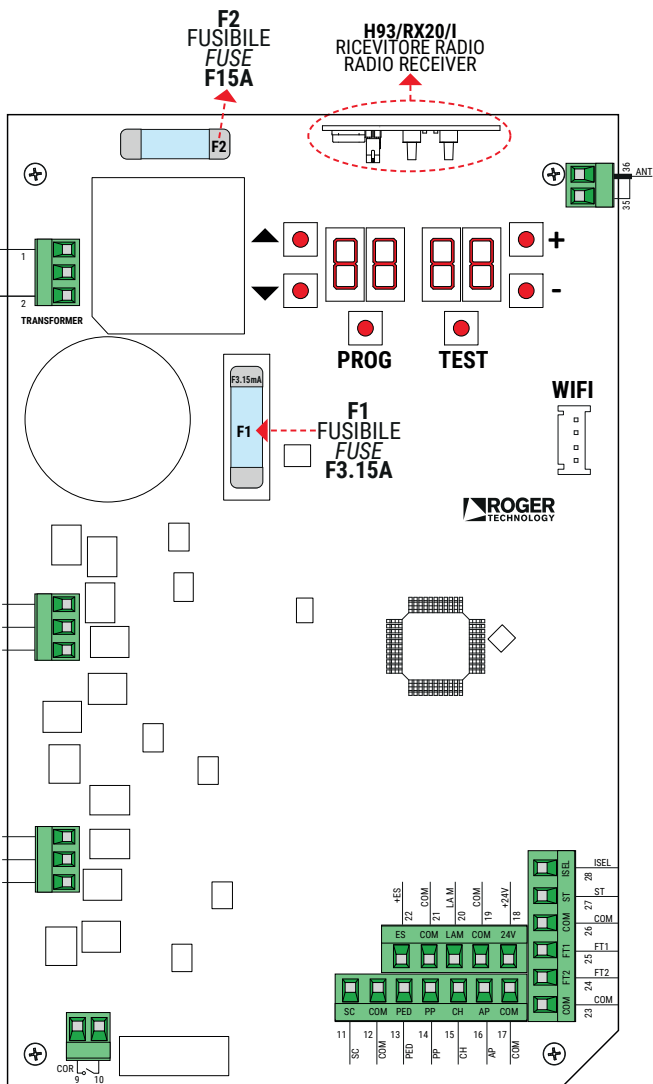 F2
FUSIBILE
FUSE
F15A
H93/RX20/I
RICEVITORE RADIO
RADIO RECEIVER
F2
36
ANT
35
1
2
TRANSFORMER
+
-
PROG
TEST
F3.15mA
F1
F1
FUSIBILE
FUSE
F3.15A
WIFI
ROGER
TECHNOLOGY
+ES
COM
LAM
COM
+24V
22
21
20
19
18
ES COM LAM COM 24V
SC COM PED PP CH AP COM
11
12
13
14
15
16
17
SC
COM
PED
PP
CH
AP
COM
ISEL
ST
COM
FT1
FT2
COM
ISEL
28
ST
27
COM
26
FT1
25
FT2
24
COM
23
COR
9 10